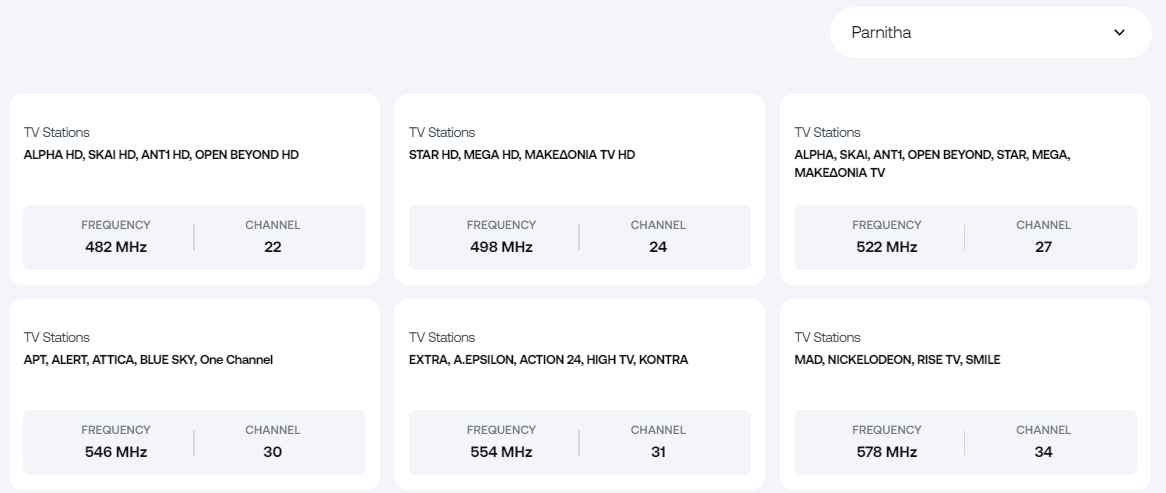 Parnitha
TV Stations
ALPHA HD, SKAI HD, ANT1 HD, OPEN BEYOND HD
FREQUENCY
482 MHz
CHANNEL
22
TV Stations
STAR HD, MEGA HD, ΜΑΚΕΔΟΝΙΑ TV HD
FREQUENCY
498 MHz
CHANNEL
24
TV Stations
ALPHA, SKAI, ANT1, OPEN BEYOND, STAR, MEGA,
ΜΑΚΕΔΟΝΙΑ TV
FREQUENCY
522 MHz
CHANNEL
27
TV Stations
APT, ALERT, ATTICA, BLUE SKY, One Channel
FREQUENCY
546 MHz
CHANNEL
30
TV Stations
EXTRA, A.EPSILON, ACTION 24, HIGH TV, KONTRA
FREQUENCY
554 MHz
CHANNEL
31
TV Stations
MAD, NICKELODEON, RISE TV, SMILE
FREQUENCY
578 MHz
CHANNEL
34